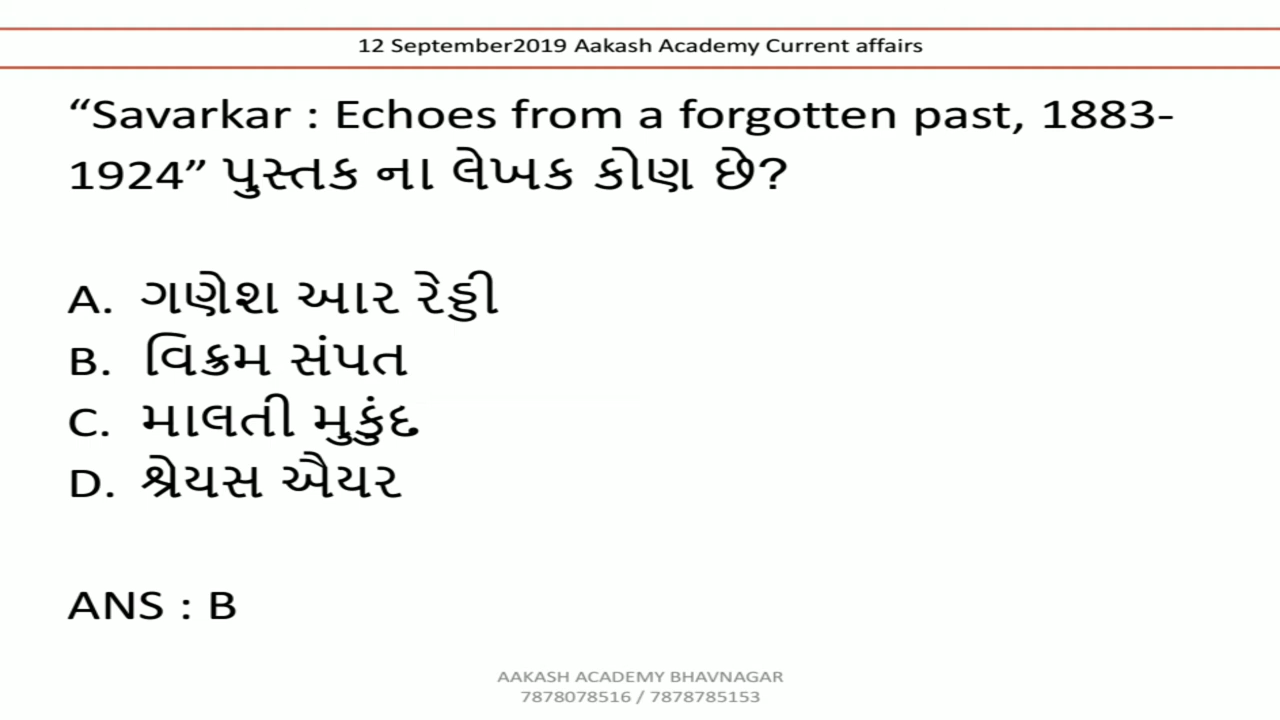 12 September2019 Aakash Academy Current affairs
“Savarkar : Echoes from a forgotten past, 1883-
1924” પુસ્તક ના લેખક કોણ છે?
A. ગણેશ આર રેડ્ડી
B. વિક્રમ સંપત
C. માલતી મુકુંદ
D. શ્રેયસ ઐયર
ANS : B
AAKASH ACADEMY BHAVNAGAR
7878078516 / 7878785153